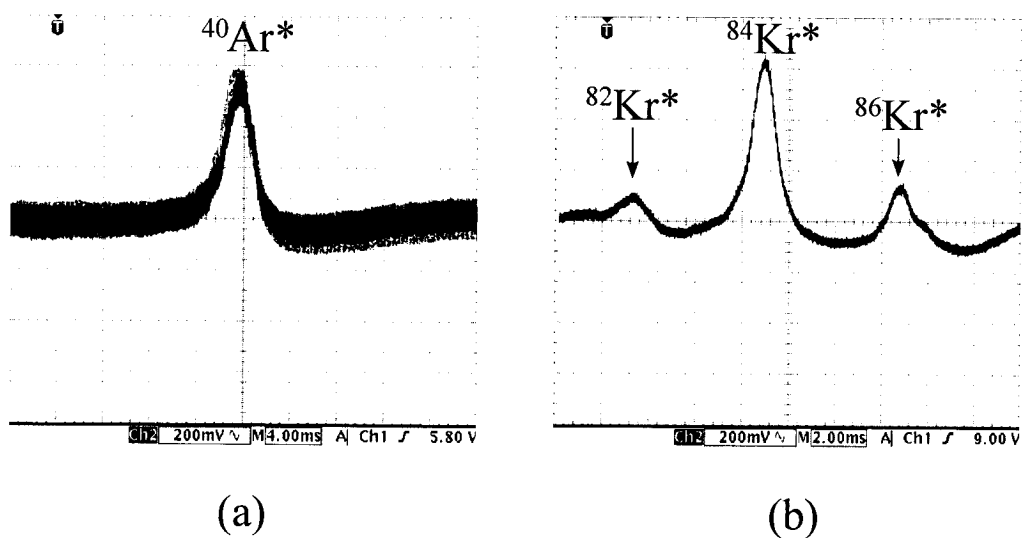 T
⁴⁰Ar*
Ch2 200mV ∿ M 4.00ms A Ch1 ʃ 5.80 V
(a)
T
⁸⁴Kr*
⁸²Kr*
⁸⁶Kr*
Ch2 200mV ∿ M 2.00ms A Ch1 ʃ 9.00 V
(b)